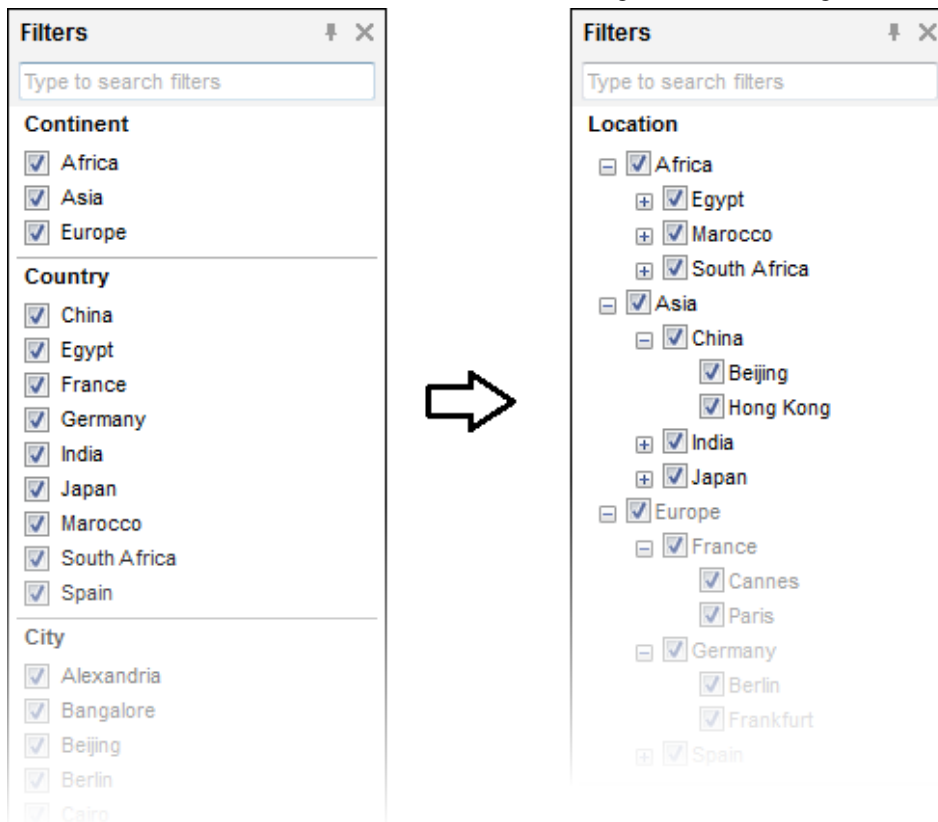 Filters
Type to search filters
Continent
Africa
Asia
Europe
Country
China
Egypt
France
Germany
India
Japan
Marocco
South Africa
Spain
City
Alexandria
Bangalore
Beijing
Berlin
Cairo
Filters
Type to search filters
Location
Africa
Egypt
Marocco
South Africa
Asia
China
Beijing
Hong Kong
India
Japan
Europe
France
Cannes
Paris
Germany
Berlin
Frankfurt
Spain